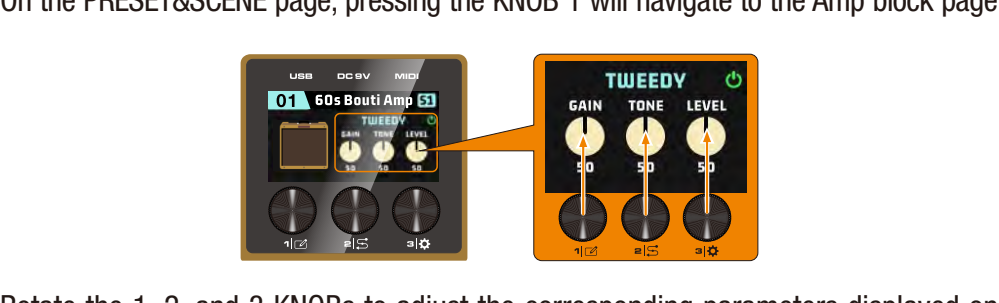 On the PRESET&SCENE page, pressing the KNOB 1 will navigate to the Amp block page
USB DC 9V MIDI
01 60s Bouti Amp S1
TWEEDY
GAIN TONE LEVEL
50 50 50
1 2 3
TWEEDY
GAIN TONE LEVEL
50 50 50
1 2 3
Rotate the 1, 2, and 3 KNOBs to adjust the corresponding parameters displayed on